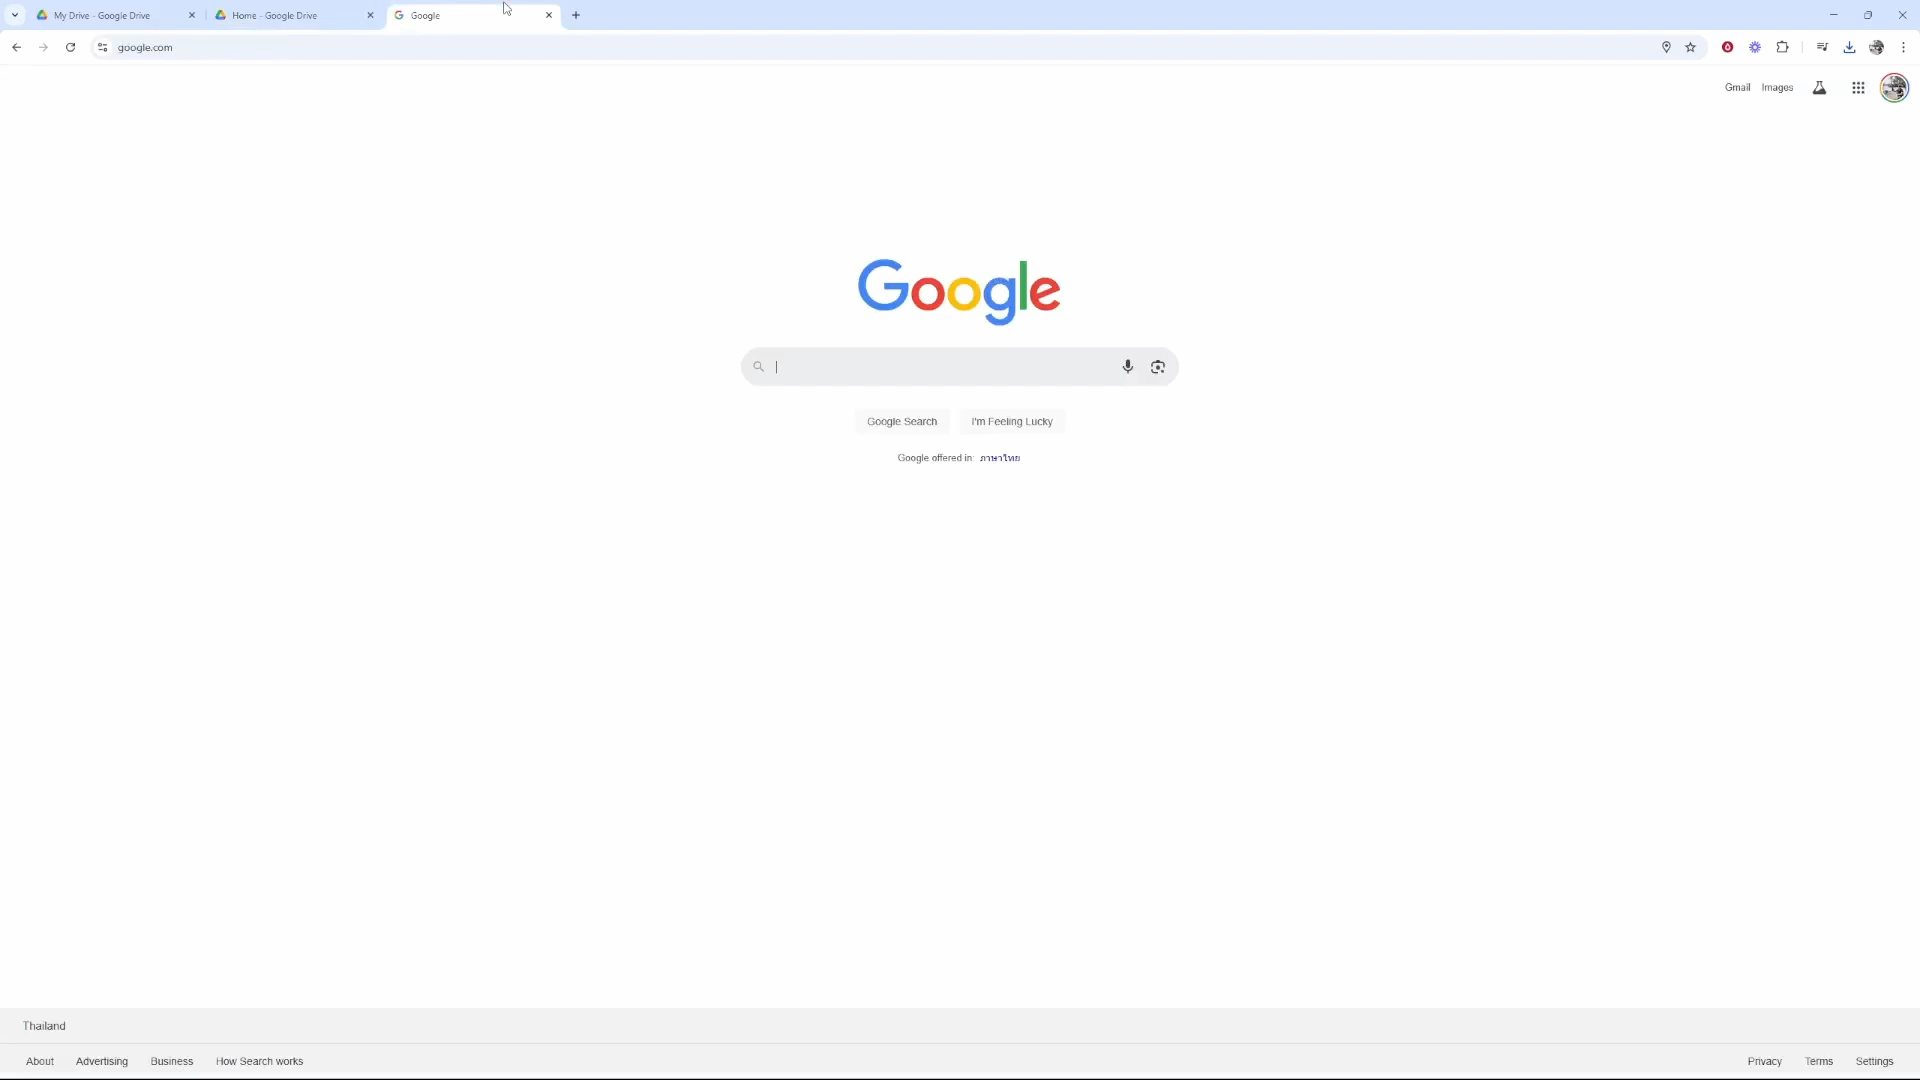 My Drive - Google Drive
Home - Google Drive
Google
google.com
Gmail
Images
Google
Google Search
I'm Feeling Lucky
Google offered in: ภาษาไทย
Thailand
About
Advertising
Business
How Search works
Privacy
Terms
Settings